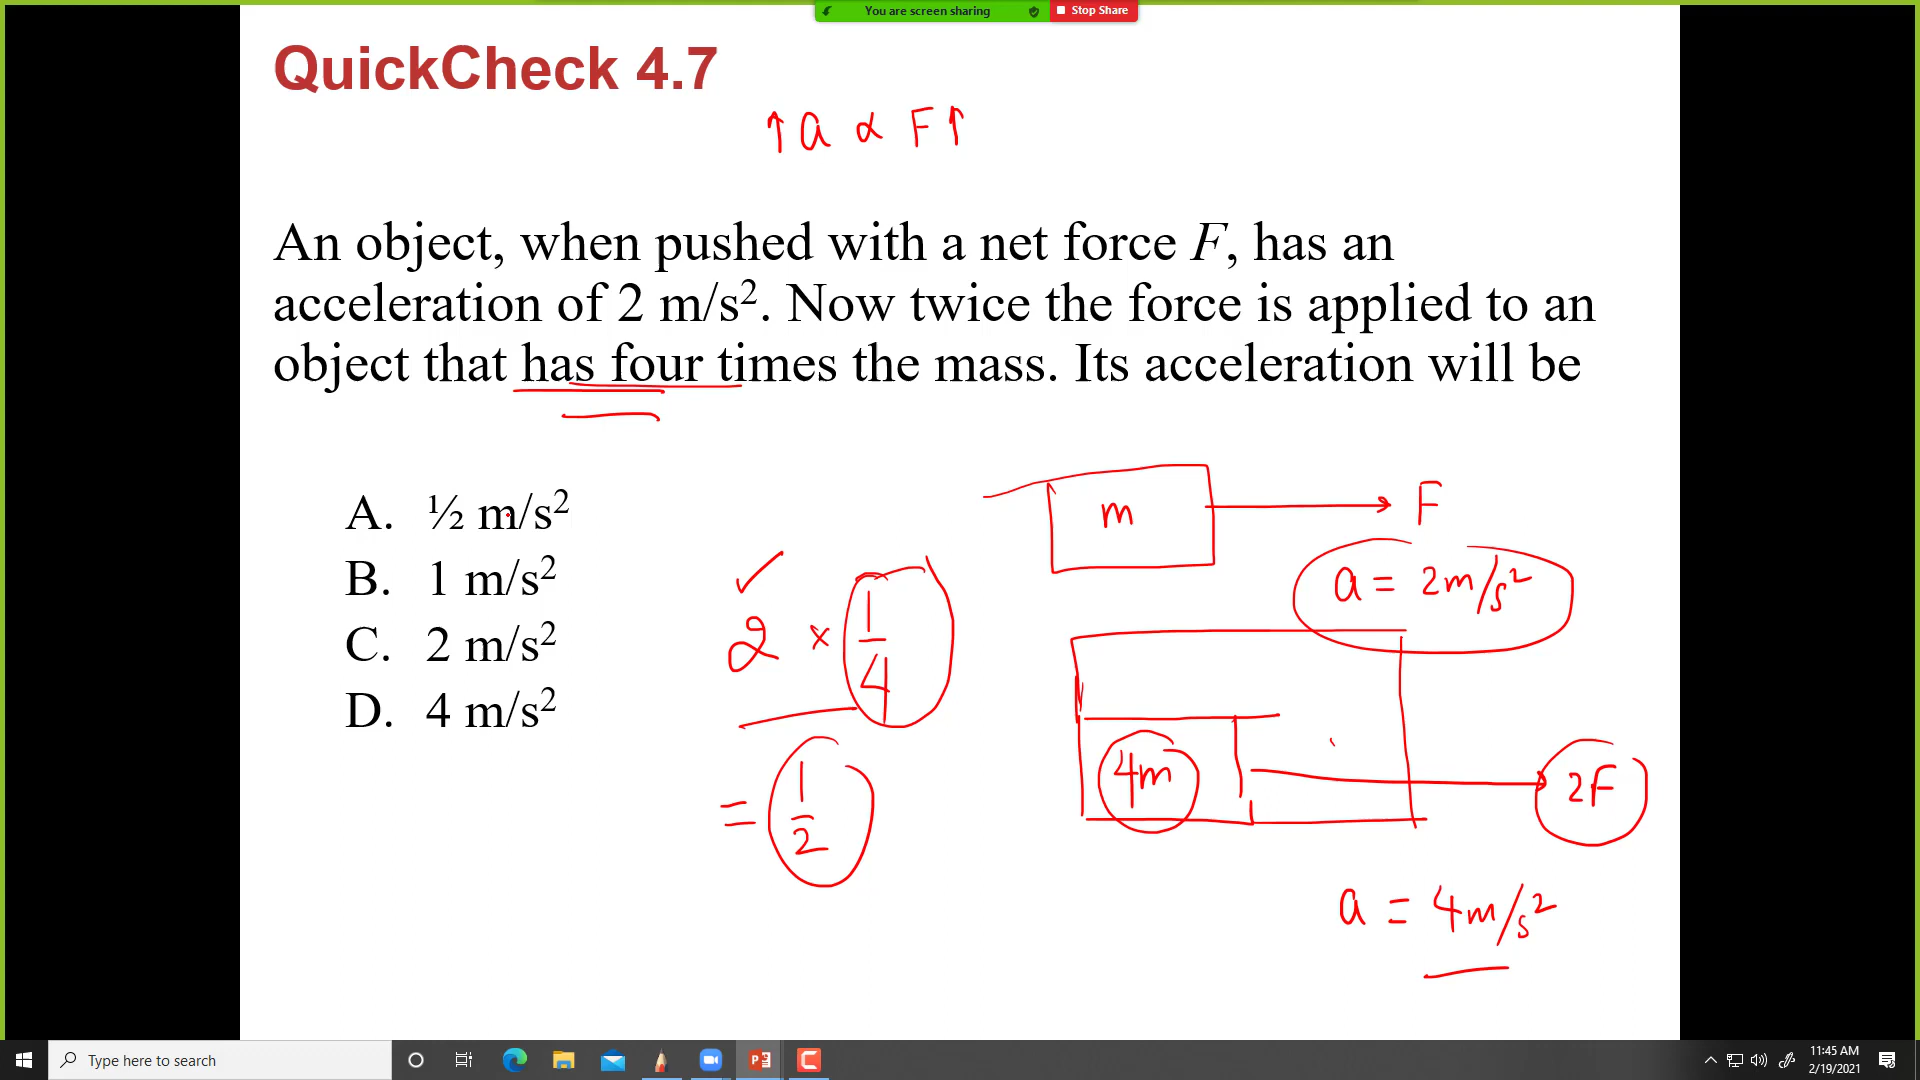 You are screen sharing Stop Share
QuickCheck 4.7
↑a ∝ F↑
An object, when pushed with a net force F, has an
acceleration of 2 m/s². Now twice the force is applied to an
object that has four times the mass. Its acceleration will be
A. ½ m/s²
B. 1 m/s²
C. 2 m/s²
D. 4 m/s²
m F
a = 2m/s²
✓
2 × 1/4
= 1/2
4m 2F
a = 4m/s²
Type here to search
11:45 AM
2/19/2021